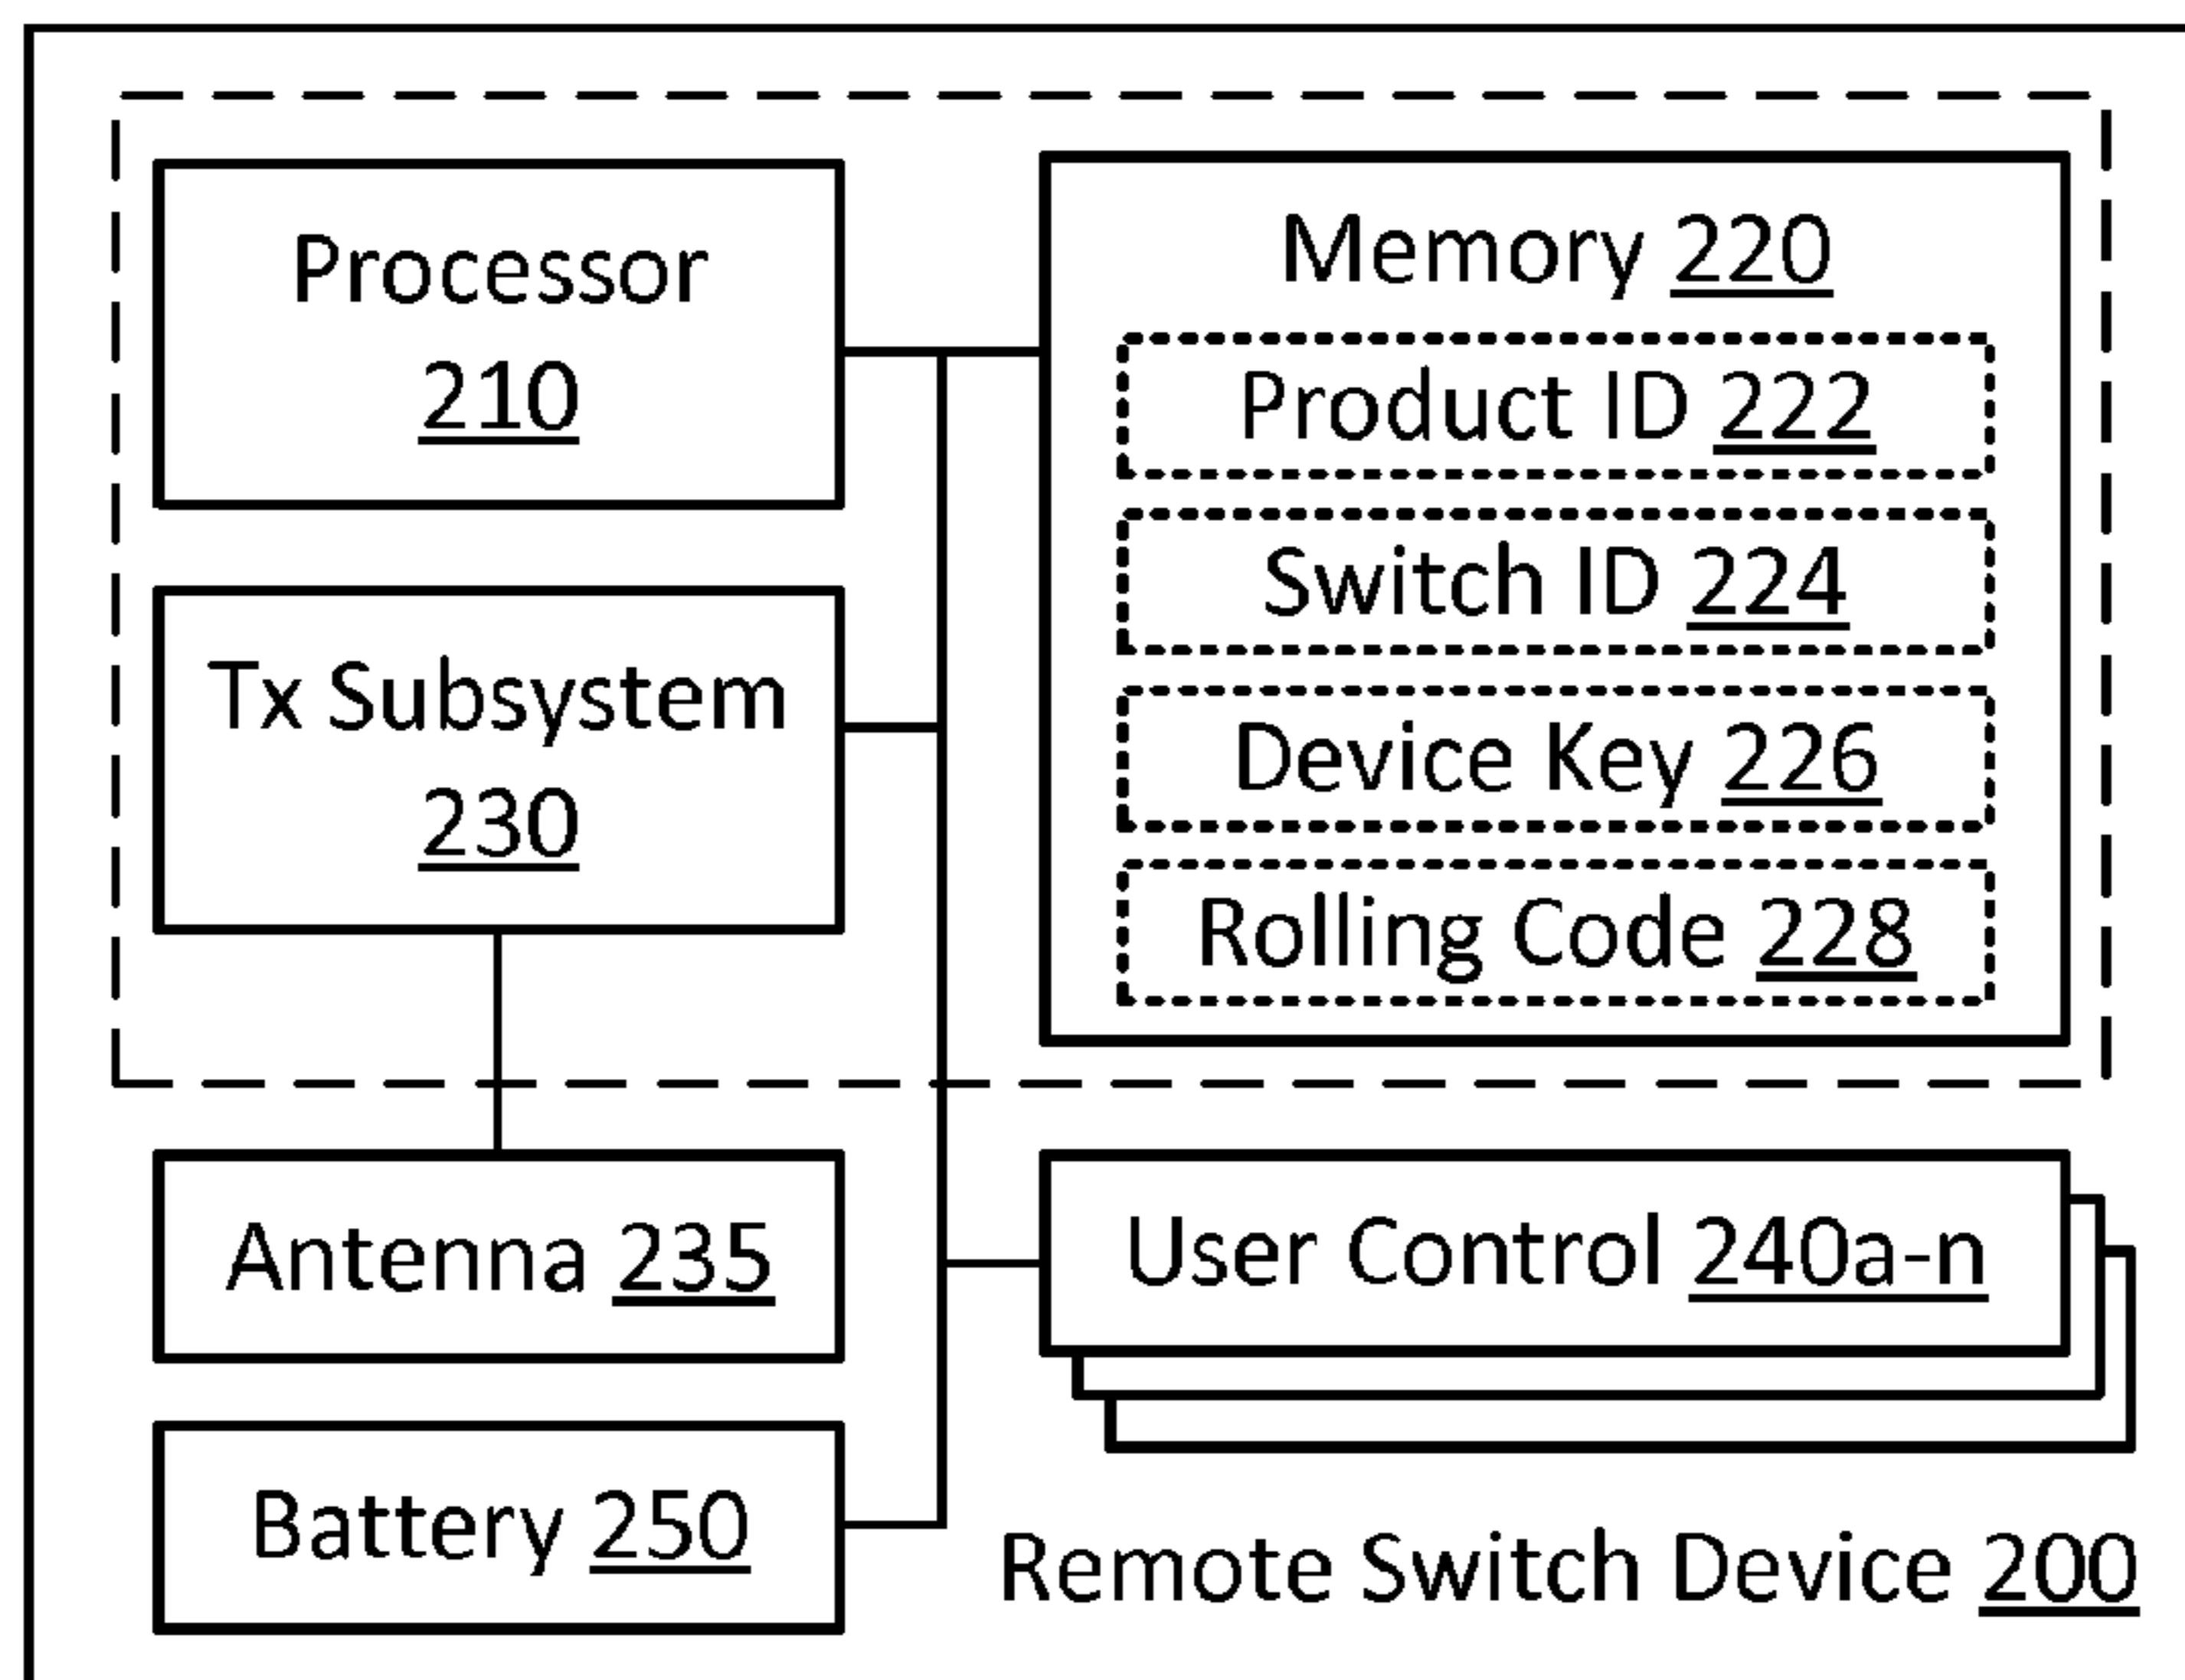 Processor
210
Memory 220
Product ID 222
Switch ID 224
Device Key 226
Rolling Code 228
Tx Subsystem
230
Antenna 235
User Control 240a-n
Battery 250
Remote Switch Device 200